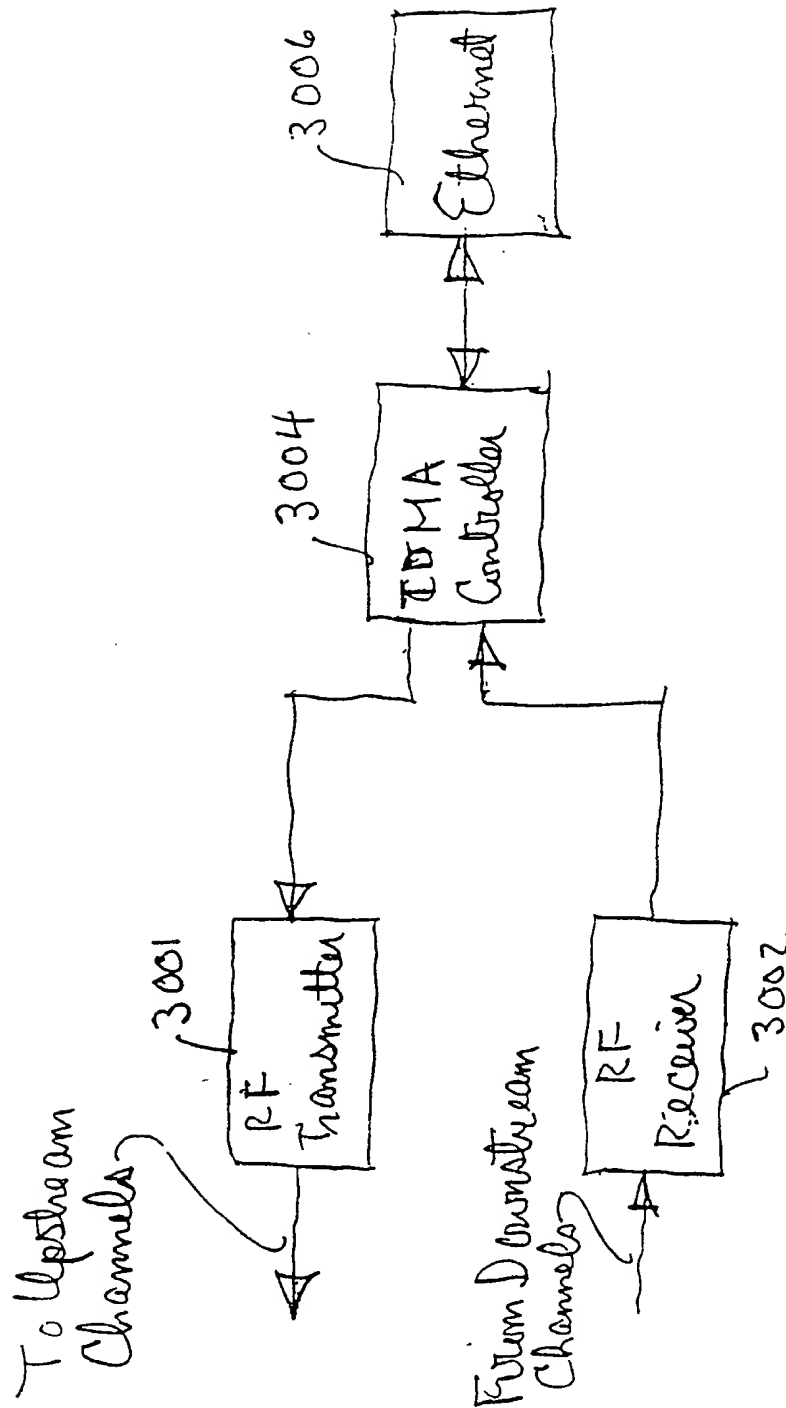 To Upstream
Channels
3001
RF
Transmitter
From Downstream
Channels
RF
Receiver
3002
3004
TDMA
Controller
3006
Ethernet